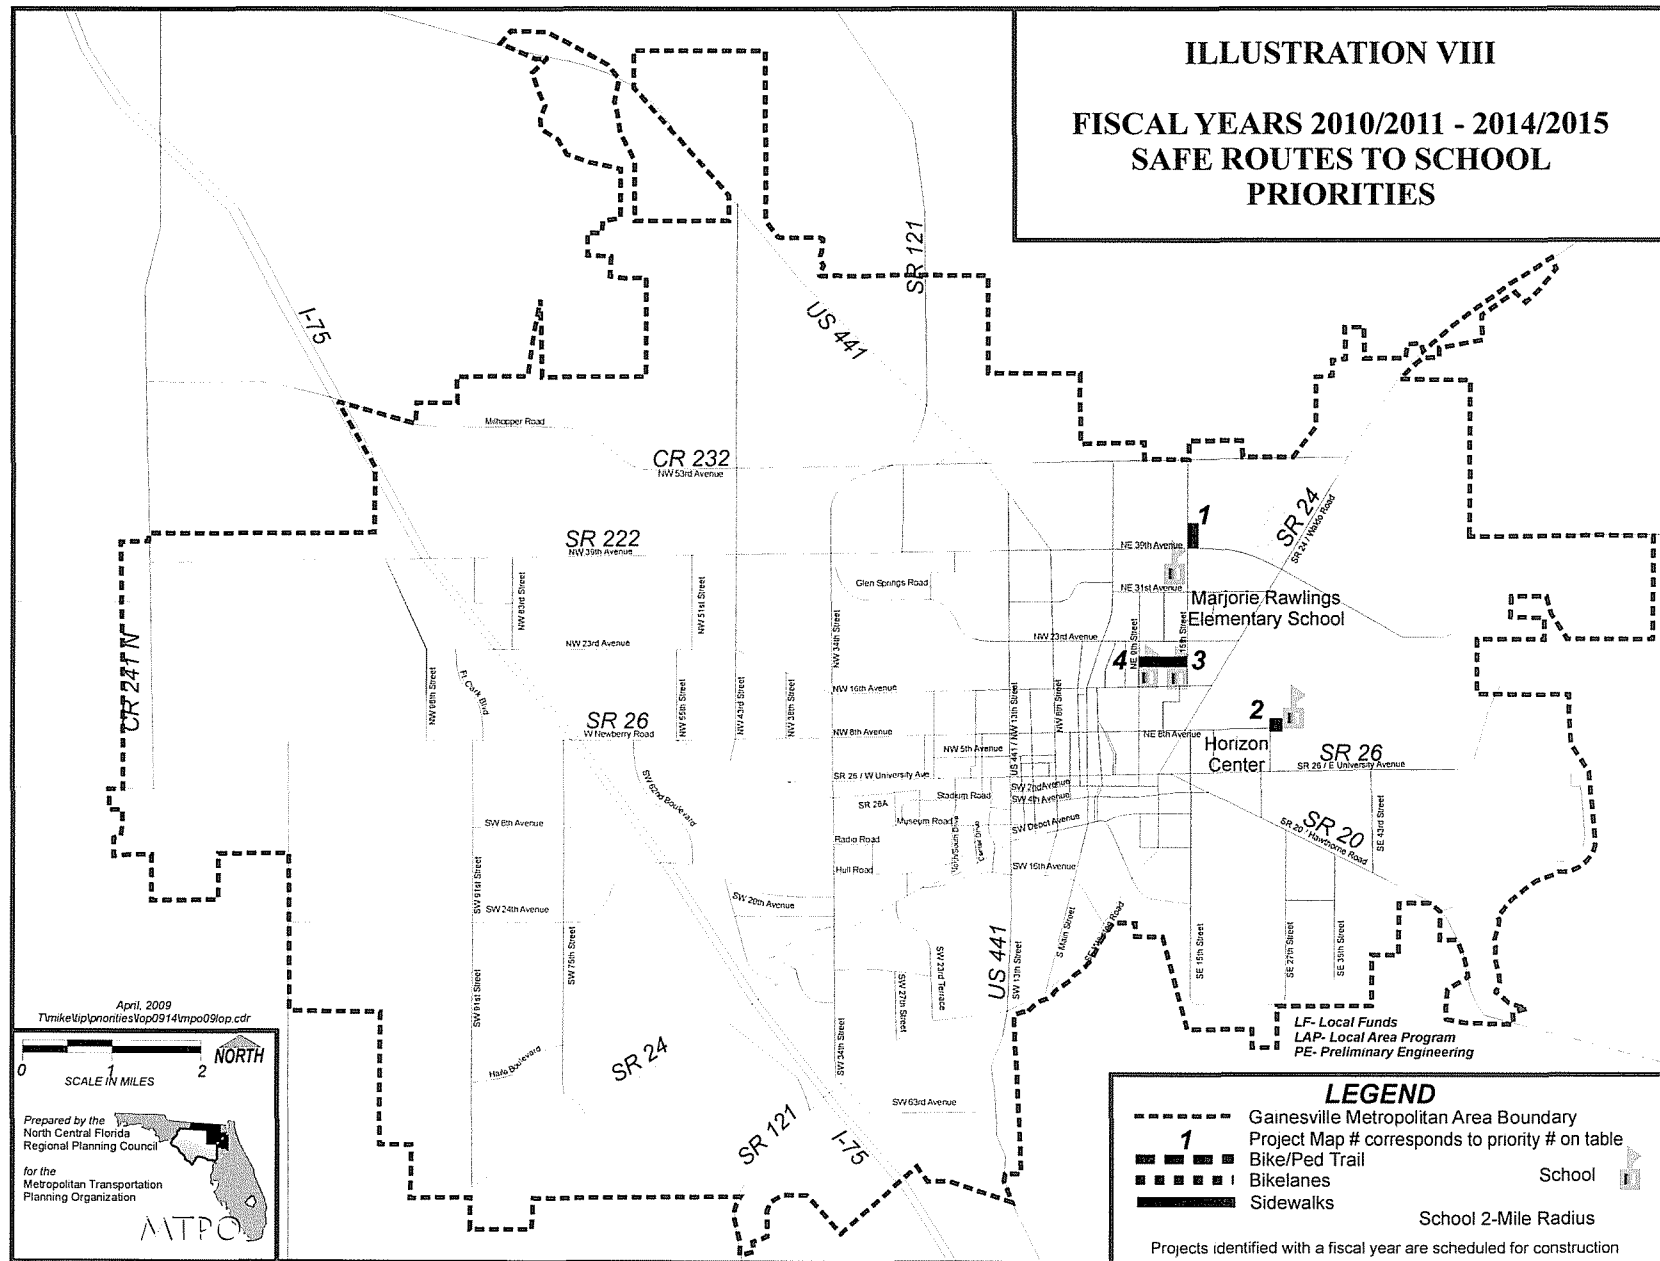 ILLUSTRATION VIII
FISCAL YEARS 2010/2011 - 2014/2015
SAFE ROUTES TO SCHOOL
PRIORITIES
SR 121
I-75
US 441
Millhopper Road
CR 232
NW 53rd Avenue
SR 24
SR 24 / Waldo Road
1
SR 222
NW 39th Avenue
NE 39th Avenue
Glen Springs Road
NE 31st Avenue
Marjorie Rawlings
Elementary School
NW 83rd Street
NW 51st Street
NW 34th Street
NW 23rd Avenue
NW 23rd Avenue
NE 9th Street
15th Street
4
3
CR 241 N
NW 98th Street
Ft. Clark Blvd
NW 55th Street
NW 43rd Street
NW 38th Street
NW 16th Avenue
US 441 / NW 13th Street
NW 6th Street
2
SR 26
W Newberry Road
NW 8th Avenue
NE 8th Avenue
NW 5th Avenue
Horizon
Center
SR 26
SR 26 / E University Avenue
SR 26 / W University Ave
SW 62nd Boulevard
SW 2nd Avenue
Stadium Road
SW 4th Avenue
SR 26A
SW 8th Avenue
Museum Road
SW Depot Avenue
SR 20
SR 20 / Hawthorne Road
SE 43rd Street
Radio Road
Hull Road
SW 16th Avenue
SW 91st Street
SW 20th Avenue
SW 24th Avenue
SW 75th Street
S Main Street
SE 15th Street
SE 27th Street
SE 35th Street
US 441
SW 13th Street
SW 23rd Terrace
SW 27th Street
SW 91st Street
SW 34th Street
April, 2009
T\mike\tip\priorities\lop0914\mpo09lop.cdr
LF- Local Funds
LAP- Local Area Program
PE- Preliminary Engineering
Haile Boulevard
SR 24
SW 63rd Avenue
SR 121
I-75
0 1 2
SCALE IN MILES
NORTH
Prepared by the
North Central Florida
Regional Planning Council
for the
Metropolitan Transportation
Planning Organization
MTPO
LEGEND
Gainesville Metropolitan Area Boundary
1 Project Map # corresponds to priority # on table
Bike/Ped Trail
Bikelanes
School
Sidewalks
School 2-Mile Radius
Projects identified with a fiscal year are scheduled for construction